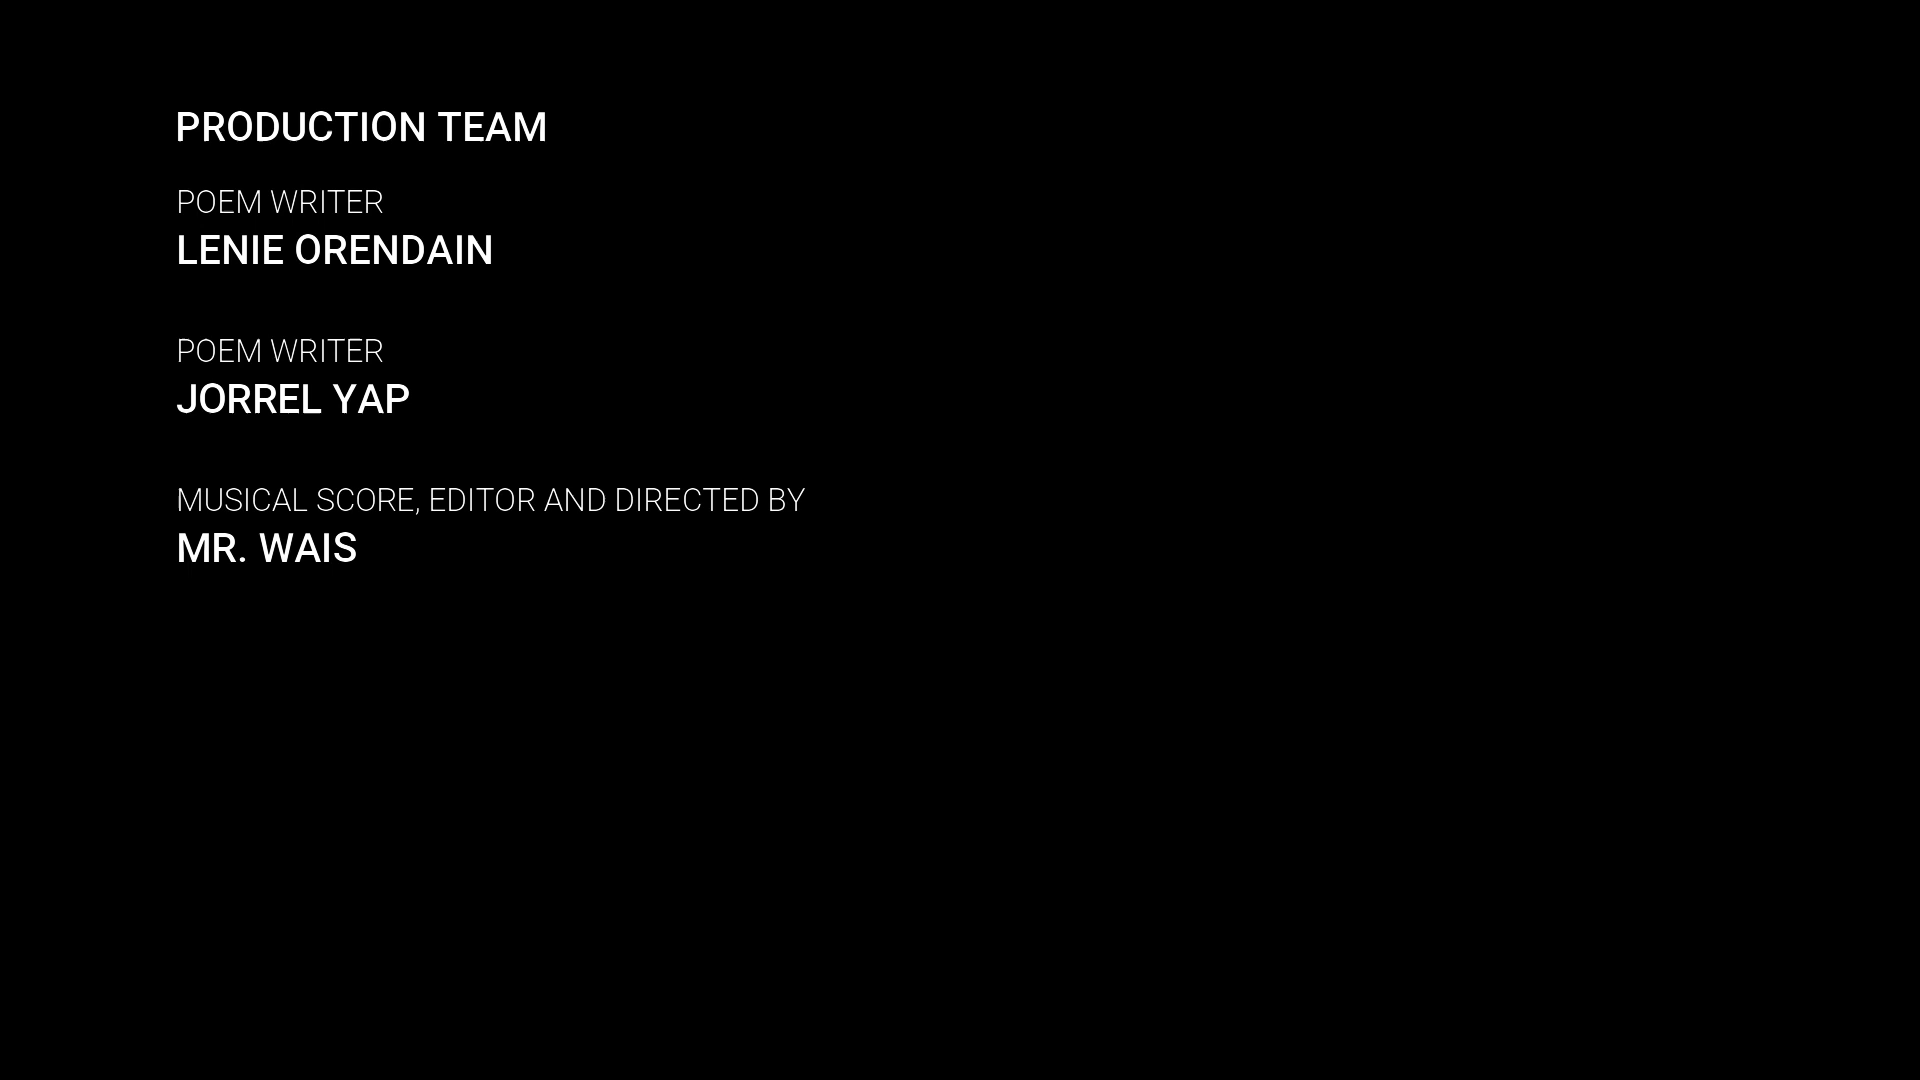 PRODUCTION TEAM
POEM WRITER
LENIE ORENDAIN
POEM WRITER
JORREL YAP
MUSICAL SCORE, EDITOR AND DIRECTED BY
MR. WAIS